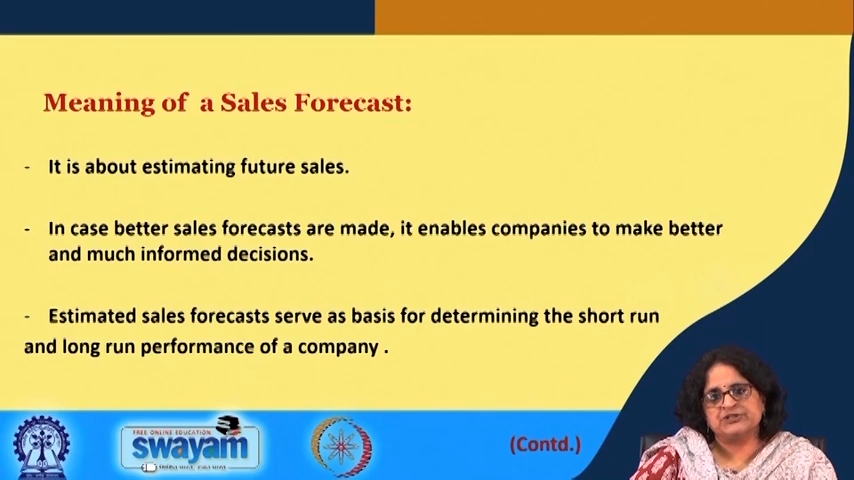 Meaning of a Sales Forecast:
- It is about estimating future sales.
- In case better sales forecasts are made, it enables companies to make better
and much informed decisions.
- Estimated sales forecasts serve as basis for determining the short run
and long run performance of a company .
FREE ONLINE EDUCATION
swayam
(Contd.)